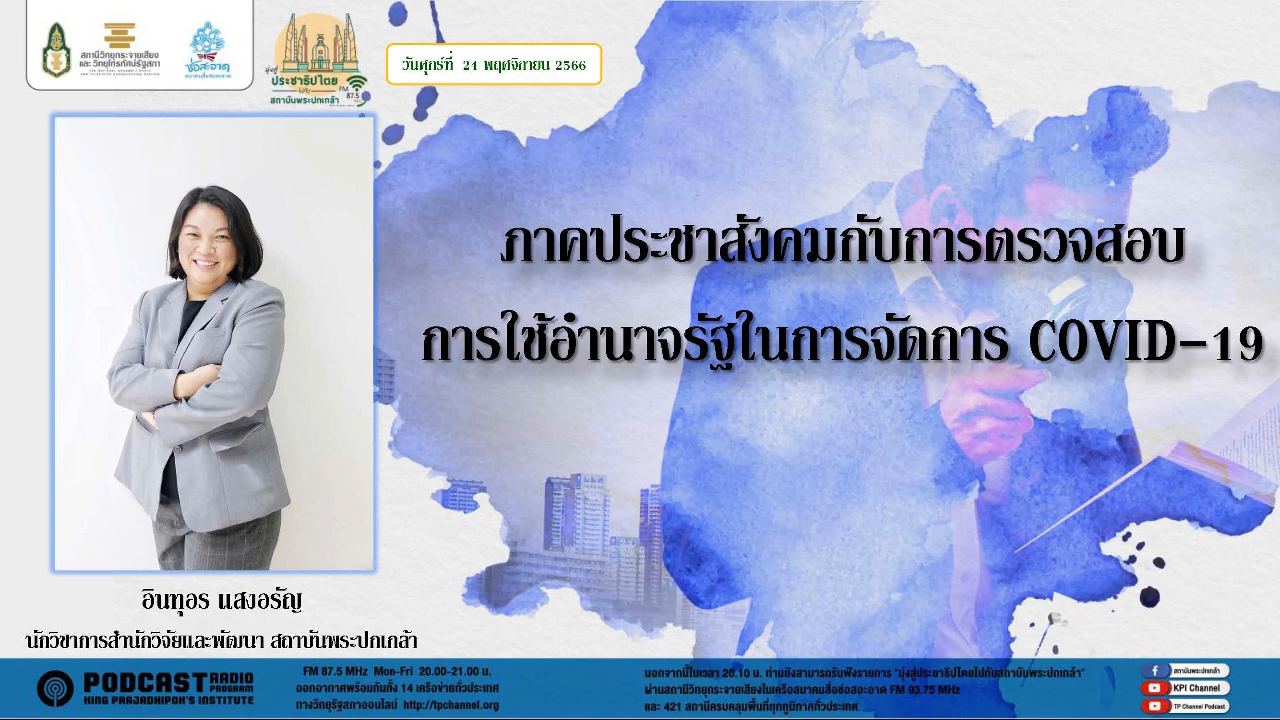 สถานีวิทยุกระจายเสียง
และ วิทยุโทรทัศน์รัฐสภา
ช่อสะอาด
มุ่งสู่
ประชาธิปไตย
ไปกับ
สถาบันพระปกเกล้า
FM
87.5
วันศุกร์ที่ 24 พฤศจิกายน 2566
ภาคประชาสังคมกับการตรวจสอบ
การใช้อำนาจรัฐในการจัดการ COVID-19
อินทุอร แสงอรัญ
นักวิชาการสำนักวิจัยและพัฒนา สถาบันพระปกเกล้า
PODCAST RADIO PROGRAM
KING PRAJADHIPOK'S INSTITUTE
FM 87.5 MHz Mon-Fri 20.00-21.00 น.
ออกอากาศพร้อมกันทั้ง 14 เครือข่ายทั่วประเทศ
ทางวิทยุรัฐสภาออนไลน์ http://tpchannel.org
นอกจากนี้ในเวลา 20.10 น. ท่านยังสามารถรับฟังรายการ "มุ่งสู่ประชาธิปไตยไปกับสถาบันพระปกเกล้า"
ผ่านสถานีวิทยุกระจายเสียงในเครือสมาคมสื่อช่อสะอาด FM 93.75 MHz
และ 421 สถานีครบคลุมพื้นที่ทุกภูมิภาคทั่วประเทศ
สถาบันพระปกเกล้า
KPI Channel
TP Channel Podcast